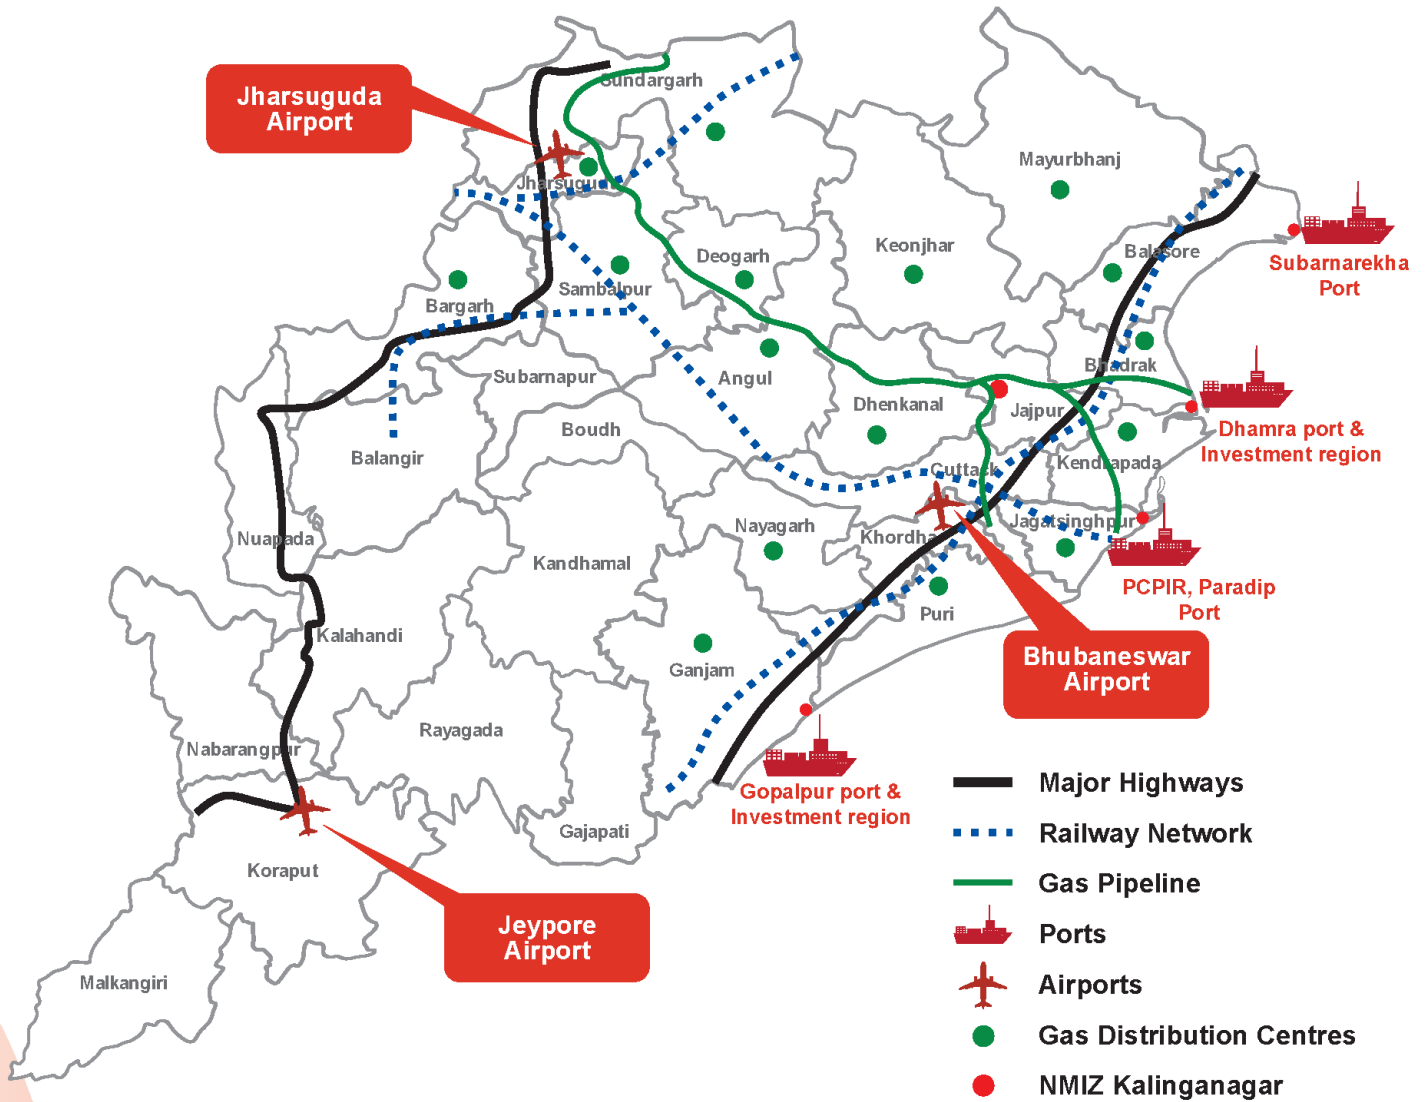 Sundargarh
Jharsuguda
Airport
Mayurbhanj
Jharsuguda
Keonjhar
Balasore
Deogarh
Subarnarekha
Port
Sambalpur
Bargarh
Bhadrak
Subarnapur
Angul
Dhenkanal
Jajpur
Dhamra port &
Investment region
Boudh
Balangir
Kendrapada
Cuttack
Jagatsinghpur
Nayagarh
Khordha
Nuapada
Kandhamal
PCPIR, Paradip
Port
Puri
Kalahandi
Bhubaneswar
Airport
Ganjam
Rayagada
Nabarangpur
Gopalpur port &
Investment region
Gajapati
Koraput
Jeypore
Airport
Malkangiri
Major Highways
Railway Network
Gas Pipeline
Ports
Airports
Gas Distribution Centres
NMIZ Kalinganagar